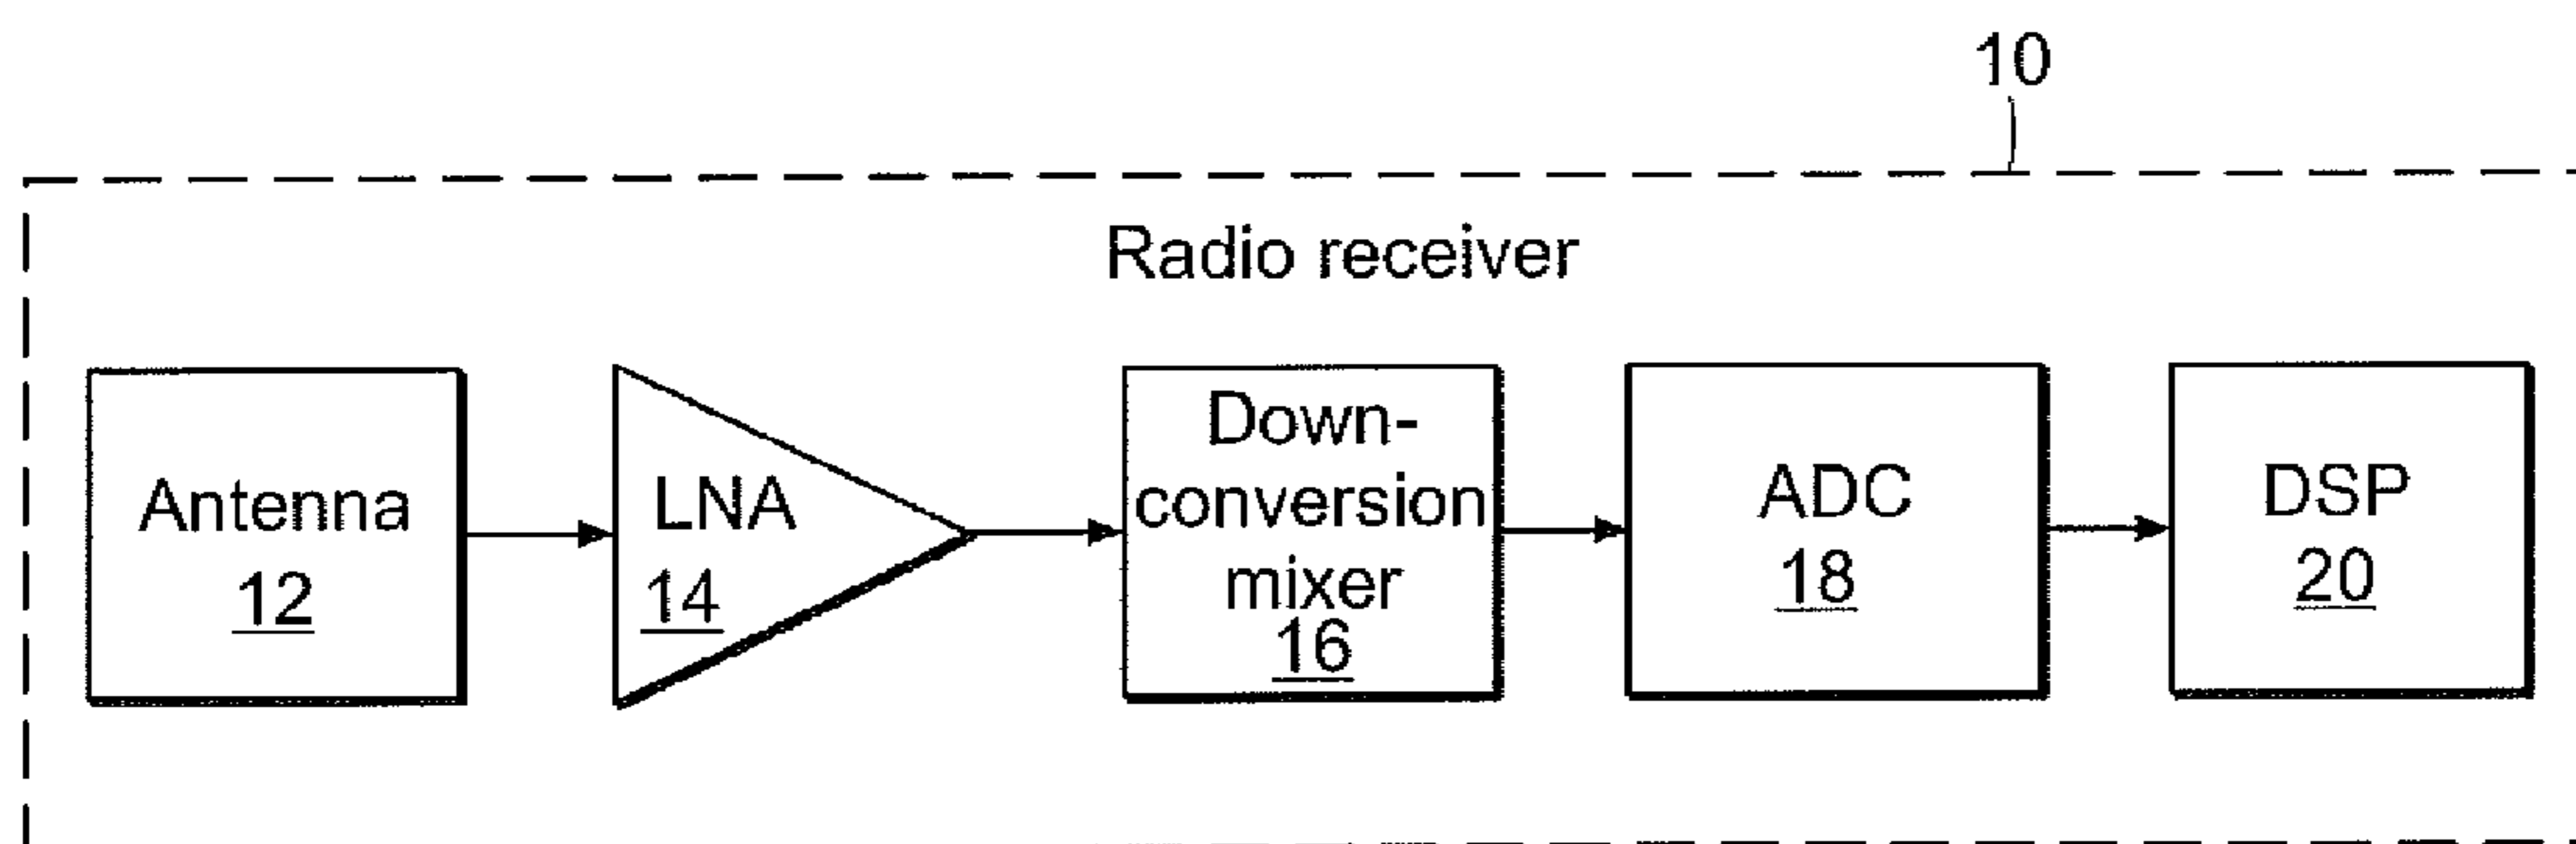 10
Radio receiver
Antenna
12
LNA
14
Down-
conversion
mixer
16
ADC
18
DSP
20